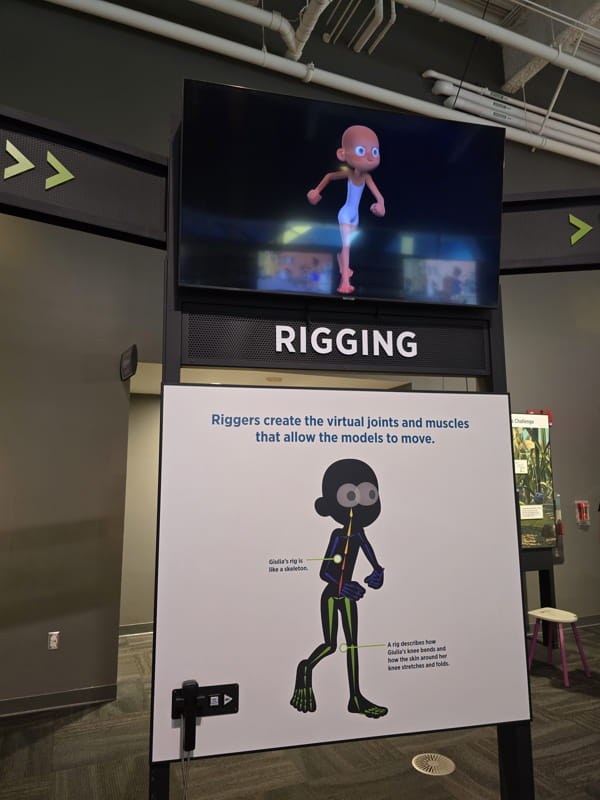 RIGGING
Riggers create the virtual joints and muscles
that allow the models to move.
Giulia's rig is
like a skeleton.
A rig describes how
Giulia's knee bends and
how the skin around her
knee stretches and folds.
Challenge